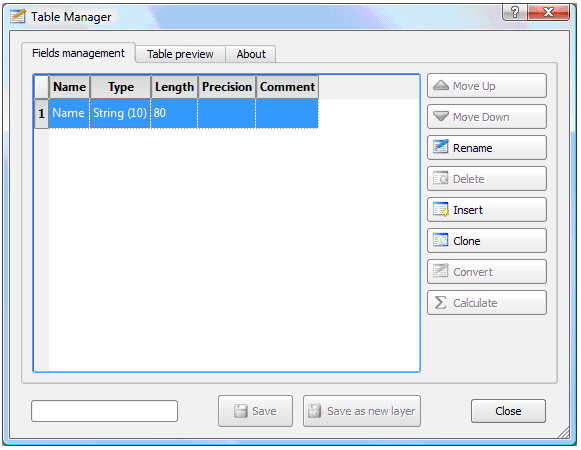 Table Manager
?
Fields management Table preview About
Name Type Length Precision Comment
1 Name String (10) 80
Move Up
Move Down
Rename
Delete
Insert
Clone
Convert
Σ Calculate
Save Save as new layer Close